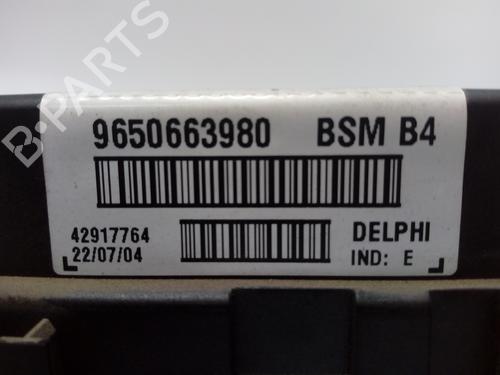 9650663980 BSM B4
42917764 DELPHI
22/07/04 IND: E
B-Parts